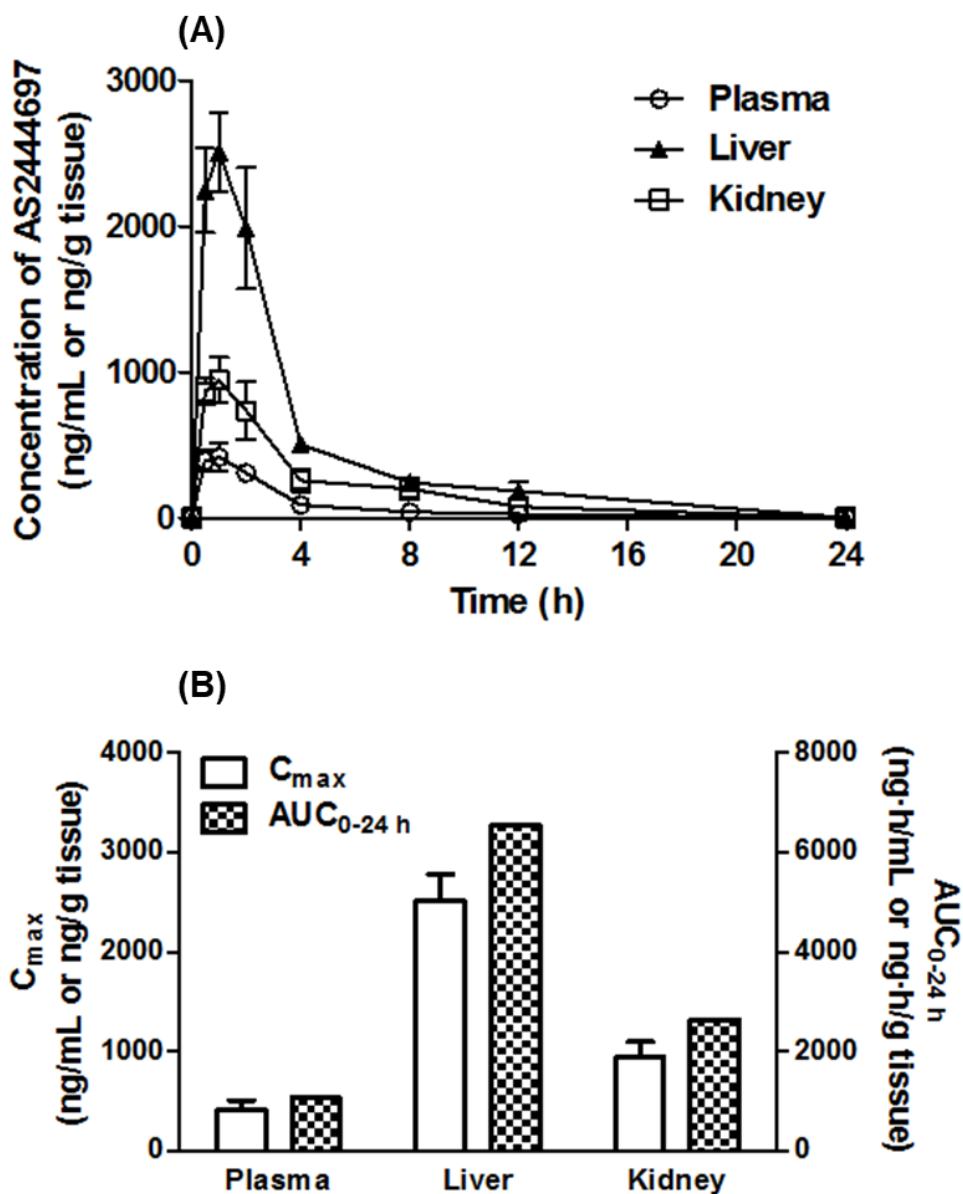 (A)
Concentration of AS2444697
(ng/mL or ng/g tissue)
3000
2000
1000
0
Plasma
Liver
Kidney
0 4 8 12 16 20 24
Time (h)
(B)
Cmax
(ng/mL or ng/g tissue)
4000
3000
2000
1000
0
Cmax
AUC0-24 h
8000
6000
4000
2000
0
AUC0-24 h
(ng·h/mL or ng·h/g tissue)
Plasma Liver Kidney